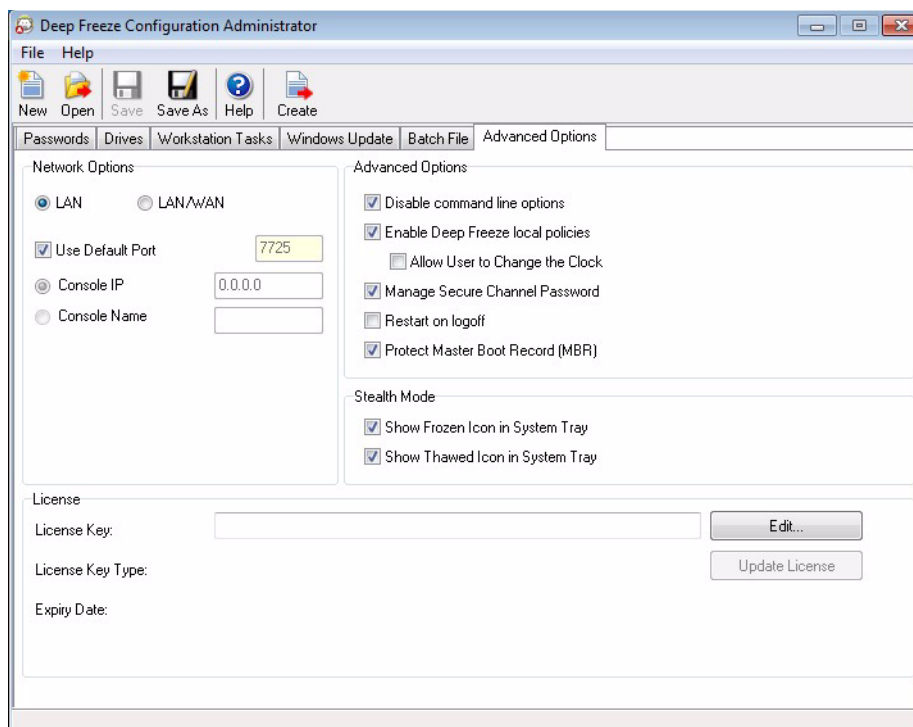 Deep Freeze Configuration Administrator
File Help
New Open Save Save As Help Create
Passwords Drives Workstation Tasks Windows Update Batch File Advanced Options
Network Options
LAN LAN/WAN
Use Default Port 7725
Console IP 0.0.0.0
Console Name
Advanced Options
Disable command line options
Enable Deep Freeze local policies
Allow User to Change the Clock
Manage Secure Channel Password
Restart on logoff
Protect Master Boot Record (MBR)
Stealth Mode
Show Frozen Icon in System Tray
Show Thawed Icon in System Tray
License
License Key: Edit...
License Key Type: Update License
Expiry Date: